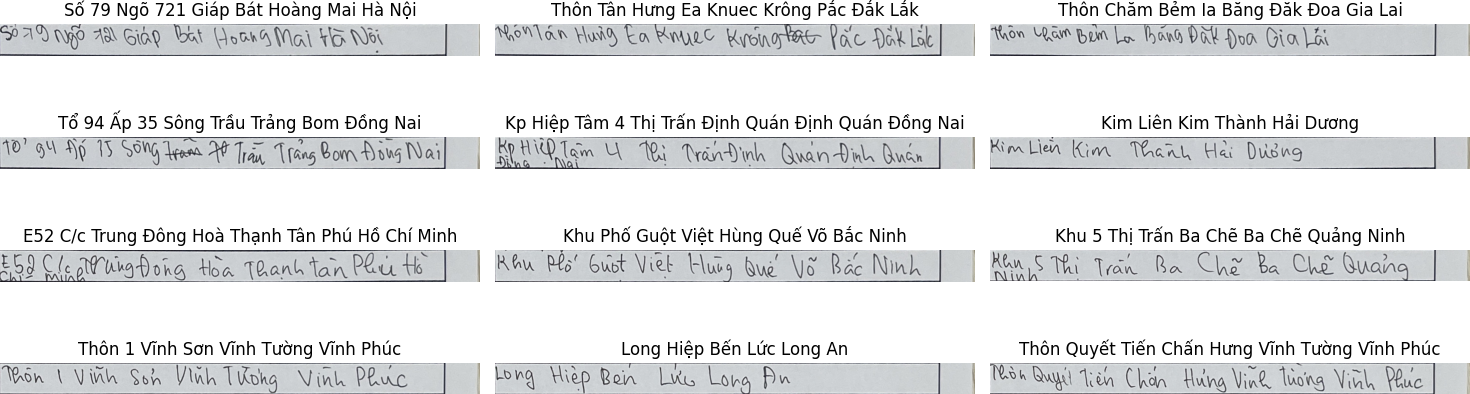 Số 79 Ngõ 721 Giáp Bát Hoàng Mai Hà Nội
Số 79 Ngõ 721 Giáp Bát Hoàng Mai Hà Nội
Thôn Tân Hưng Ea Knuec Krông Pắc Đắk Lắk
Thôn Tân Hưng Ea Knuec Krông Pắc Đắk Lắk
Thôn Chăm Bẻm Ia Băng Đăk Đoa Gia Lai
Thôn Chăm Bẻm Ia Băng Đăk Đoa Gia Lai
Tổ 94 Ấp 35 Sông Trầu Trảng Bom Đồng Nai
Tổ 94 Ấp 35 Sông Trầu Trảng Bom Đồng Nai
Kp Hiệp Tâm 4 Thị Trấn Định Quán Định Quán Đồng Nai
Kp Hiệp Tâm 4 Thị Trấn Định Quán Định Quán
Đồng Nai
Kim Liên Kim Thành Hải Dương
Kim Liên Kim Thành Hải Dương
E52 C/c Trung Đông Hoà Thạnh Tân Phú Hồ Chí Minh
E52 C/c Trung Đông Hòa Thạnh Tân Phú Hồ
Chí Minh
Khu Phố Guột Việt Hùng Quế Võ Bắc Ninh
Khu Phố Guột Việt Hùng Quế Võ Bắc Ninh
Khu 5 Thị Trấn Ba Chẽ Ba Chẽ Quảng Ninh
Khu 5 Thị Trấn Ba Chẽ Ba Chẽ Quảng
Ninh
Thôn 1 Vĩnh Sơn Vĩnh Tường Vĩnh Phúc
Thôn 1 Vĩnh Sơn Vĩnh Tường Vĩnh Phúc
Long Hiệp Bến Lức Long An
Long Hiệp Bến Lức Long An
Thôn Quyết Tiến Chấn Hưng Vĩnh Tường Vĩnh Phúc
Thôn Quyết Tiến Chấn Hưng Vĩnh Tường Vĩnh Phúc